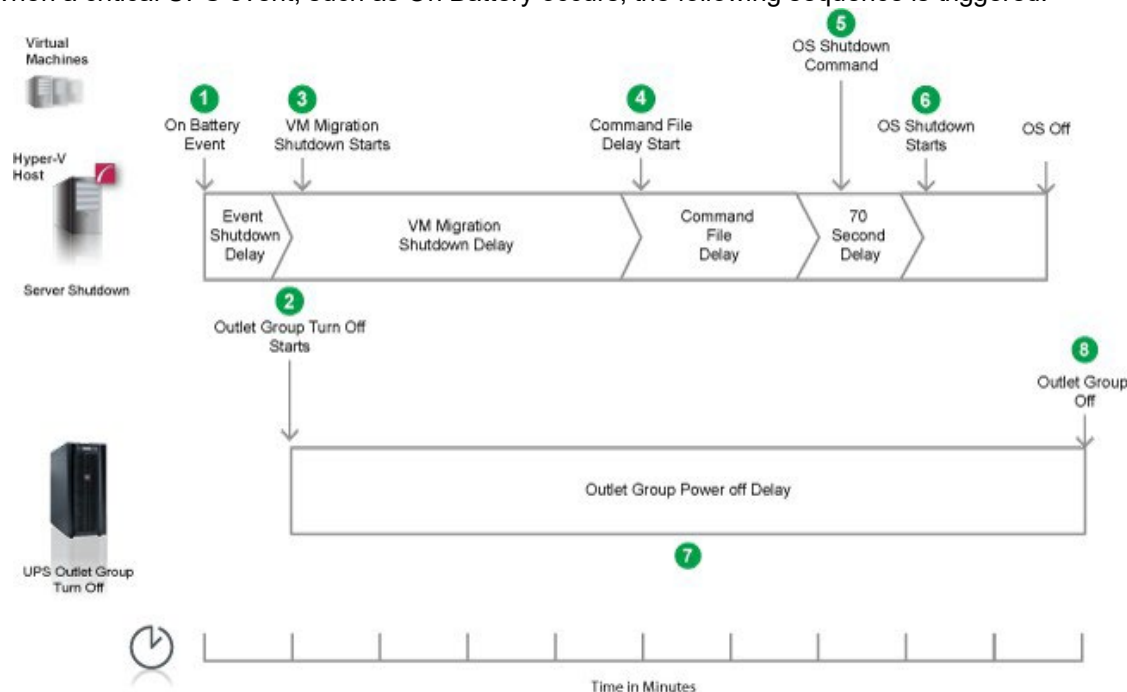 when a critical UPS event, such as On Battery occurs, the following sequence is triggered:
Virtual
Machines
5
OS Shutdown
Command
1
On Battery
Event
3
VM Migration
Shutdown Starts
4
Command File
Delay Start
6
OS Shutdown
Starts
OS Off
Hyper-V
Host
Event
Shutdown
Delay
VM Migration
Shutdown Delay
Command
File
Delay
70
Second
Delay
Server Shutdown
2
Outlet Group Turn Off
Starts
8
Outlet Group
Off
Outlet Group Power off Delay
7
UPS Outlet Group
Turn Off
Time in Minutes